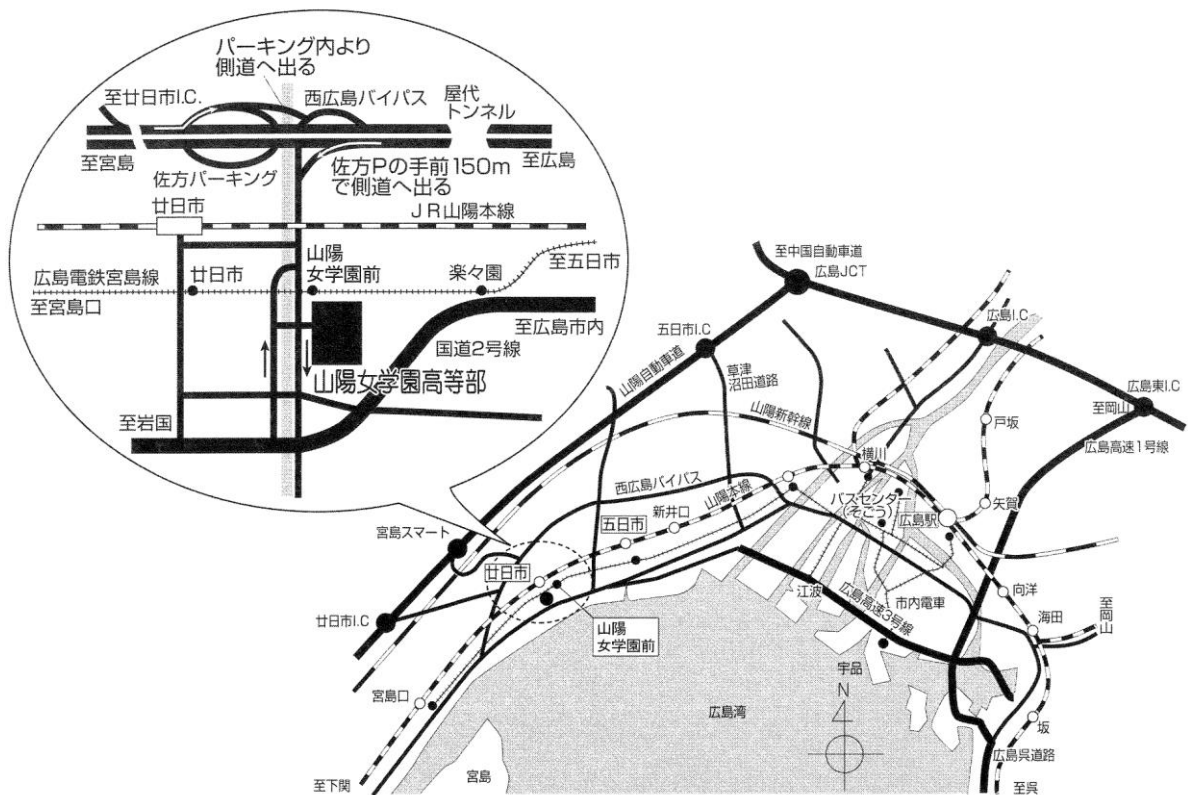 パーキング内より
側道へ出る
至廿日市I.C.
西広島バイパス
屋代
トンネル
至宮島
佐方パーキング
佐方Pの手前150m
で側道へ出る
至広島
廿日市
JR山陽本線
広島電鉄宮島線
廿日市
山陽
女学園前
楽々園
至五日市
至宮島口
至広島市内
国道2号線
山陽女学園高等部
至岩国
至中国自動車道
広島JCT
五日市I.C
広島I.C
山陽自動車道
草津
沼田道路
広島東I.C
至岡山
山陽新幹線
戸坂
広島高速1号線
横川
西広島バイパス
山陽本線
バスセンター
(そごう)
矢賀
新井口
広島駅
五日市
宮島スマート
廿日市
向洋
江波
市内電車
海田
至岡山
広島高速3号線
廿日市I.C
山陽
女学園前
宇品
宮島口
N
広島湾
坂
広島呉道路
至下関
宮島
至呉